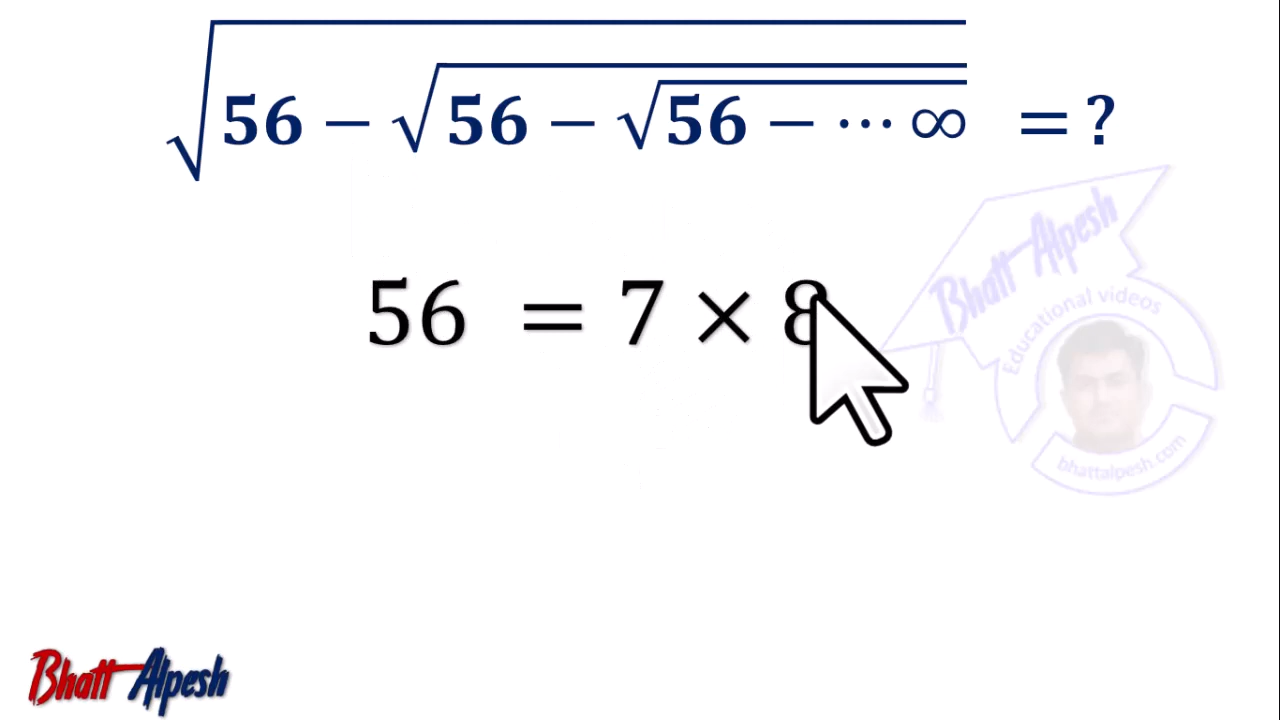 √56 − √56 − √56 − ⋯ ∞ = ?
56 = 7 × 8
Bhatt Alpesh
Educational videos
bhattalpesh.com
Bhatt Alpesh